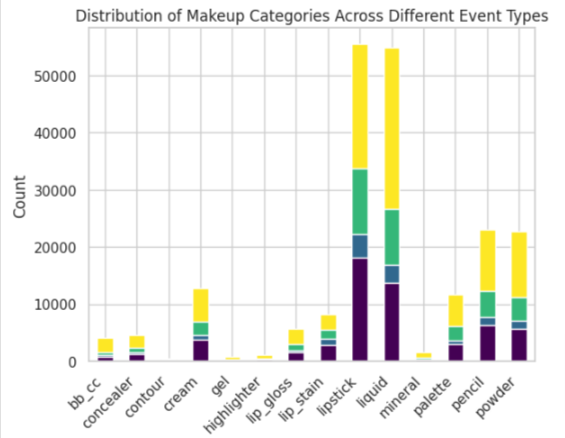 Distribution of Makeup Categories Across Different Event Types
Count
50000
40000
30000
20000
10000
0
bb_cc
concealer
contour
cream
gel
highlighter
lip_gloss
lip_stain
lipstick
liquid
mineral
palette
pencil
powder